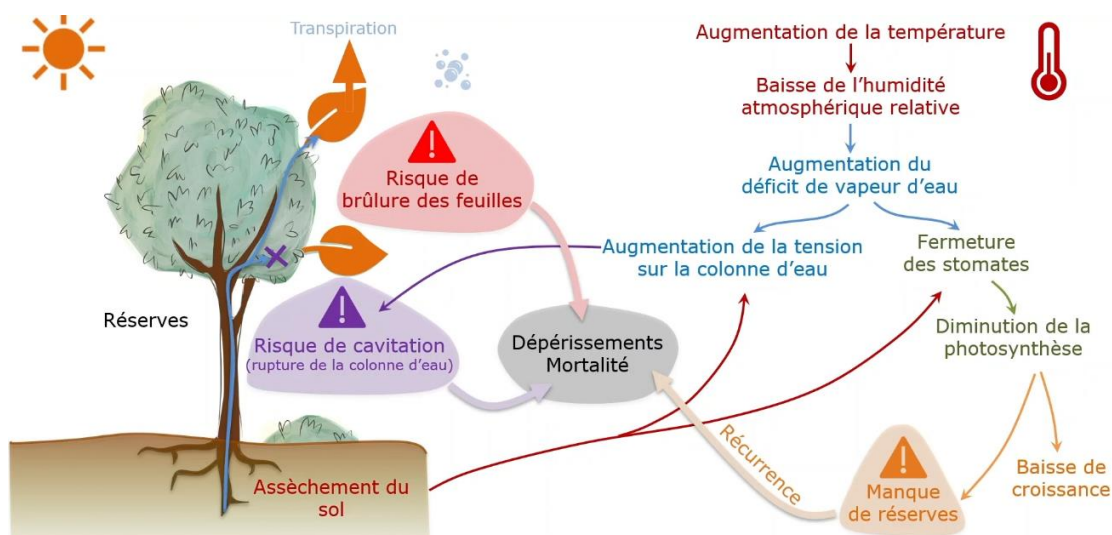 Transpiration
Augmentation de la température
Baisse de l’humidité
atmosphérique relative
Risque de
brûlure des feuilles
Augmentation du
déficit de vapeur d’eau
Augmentation de la tension
sur la colonne d’eau
Fermeture
des stomates
Réserves
Risque de cavitation
(rupture de la colonne d’eau)
Dépérissements
Mortalité
Diminution de la
photosynthèse
Récurrence
Assèchement du
sol
Manque
de réserves
Baisse de
croissance